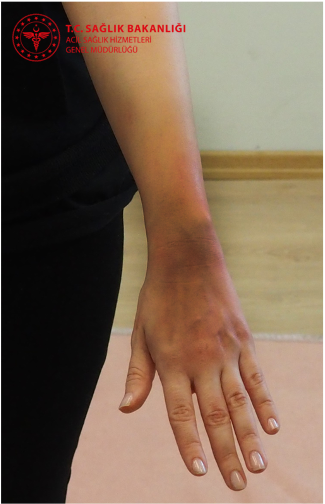 T.C. SAĞLIK BAKANLIĞI
ACİL SAĞLIK HİZMETLERİ
GENEL MÜDÜRLÜĞÜ